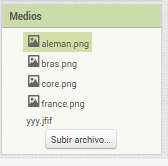 Medios
aleman.png
bras.png
core.png
france.png
yyy.jfif
Subir archivo...